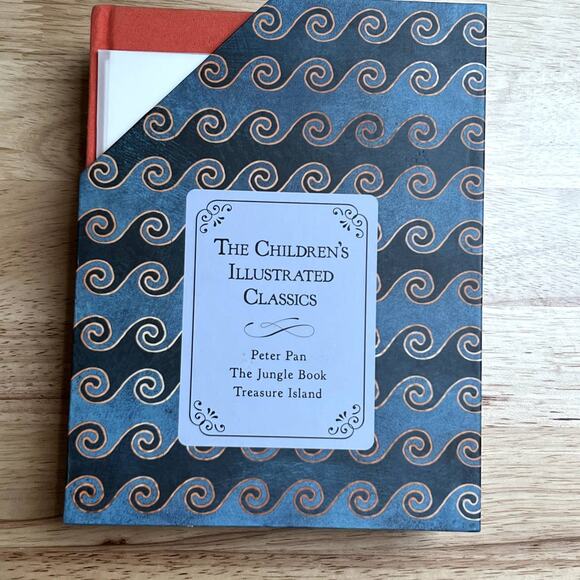 The Children's
Illustrated
Classics
Peter Pan
The Jungle Book
Treasure Island